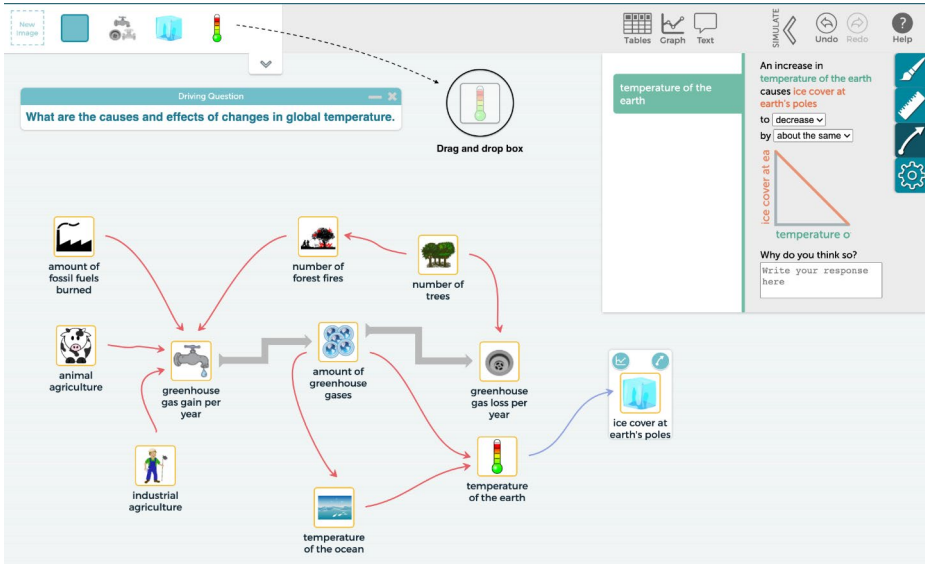 New
Image
Tables
Graph
Text
SIMULATE
Undo
Redo
?
Help
Driving Question
What are the causes and effects of changes in global temperature.
Drag and drop box
temperature of the
earth
An increase in
temperature of the earth
causes ice cover at
earth's poles
to decrease
by about the same
ice cover at ea
temperature o
Why do you think so?
Write your response
here
amount of
fossil fuels
burned
number of
forest fires
number of
trees
animal
agriculture
greenhouse
gas gain per
year
amount of
greenhouse
gases
greenhouse
gas loss per
year
ice cover at
earth's poles
industrial
agriculture
temperature
of the earth
temperature
of the ocean